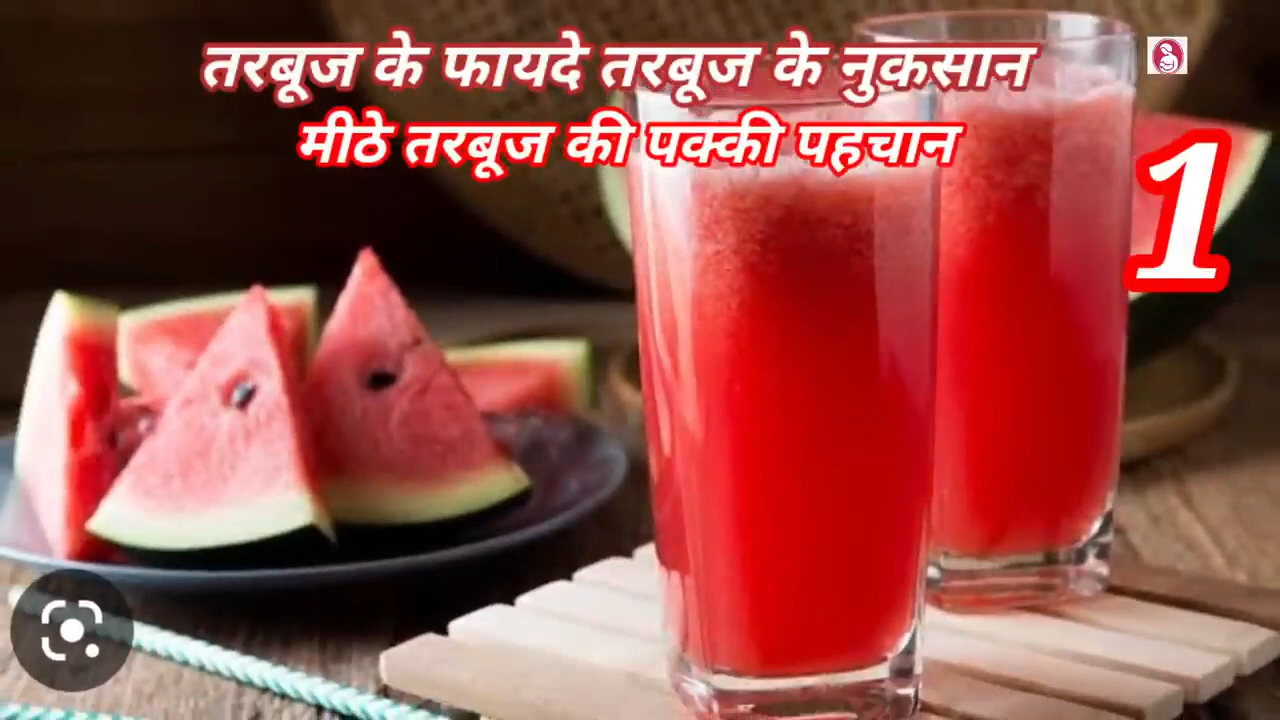 तरबूज के फायदे तरबूज के नुकसान
मीठे तरबूज की पक्की पहचान
1